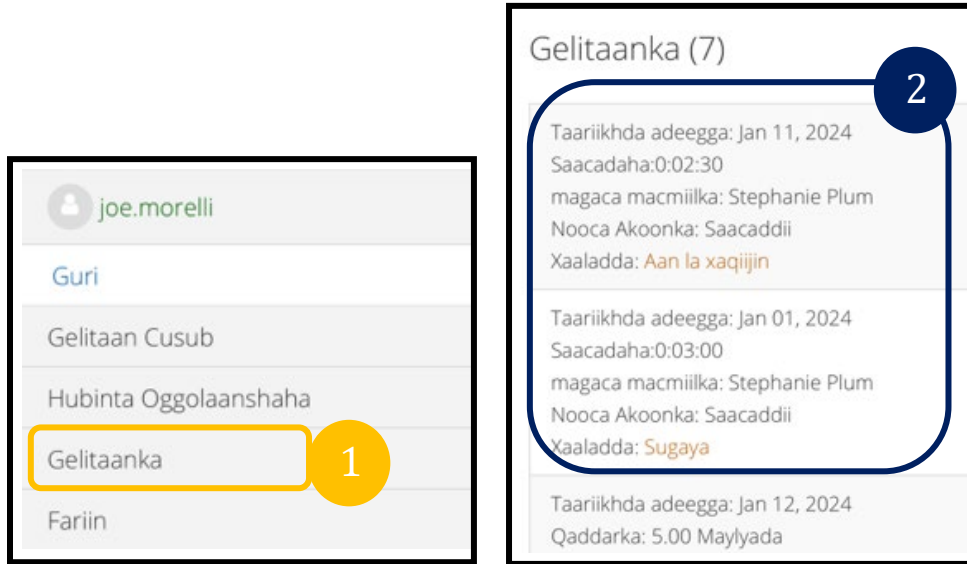 joe.morelli
Guri
Gelitaan Cusub
Hubinta Oggolaanshaha
Gelitaanka
1
Fariin
Gelitaanka (7)
2
Taariikhda adeegga: Jan 11, 2024
Saacadaha:0:02:30
magaca macmiilka: Stephanie Plum
Nooca Akoonka: Saacaddii
Xaaladda: Aan la xaqiijin
Taariikhda adeegga: Jan 01, 2024
Saacadaha:0:03:00
magaca macmiilka: Stephanie Plum
Nooca Akoonka: Saacaddii
Xaaladda: Sugaya
Taariikhda adeegga: Jan 12, 2024
Qaddarka: 5.00 Maylyada